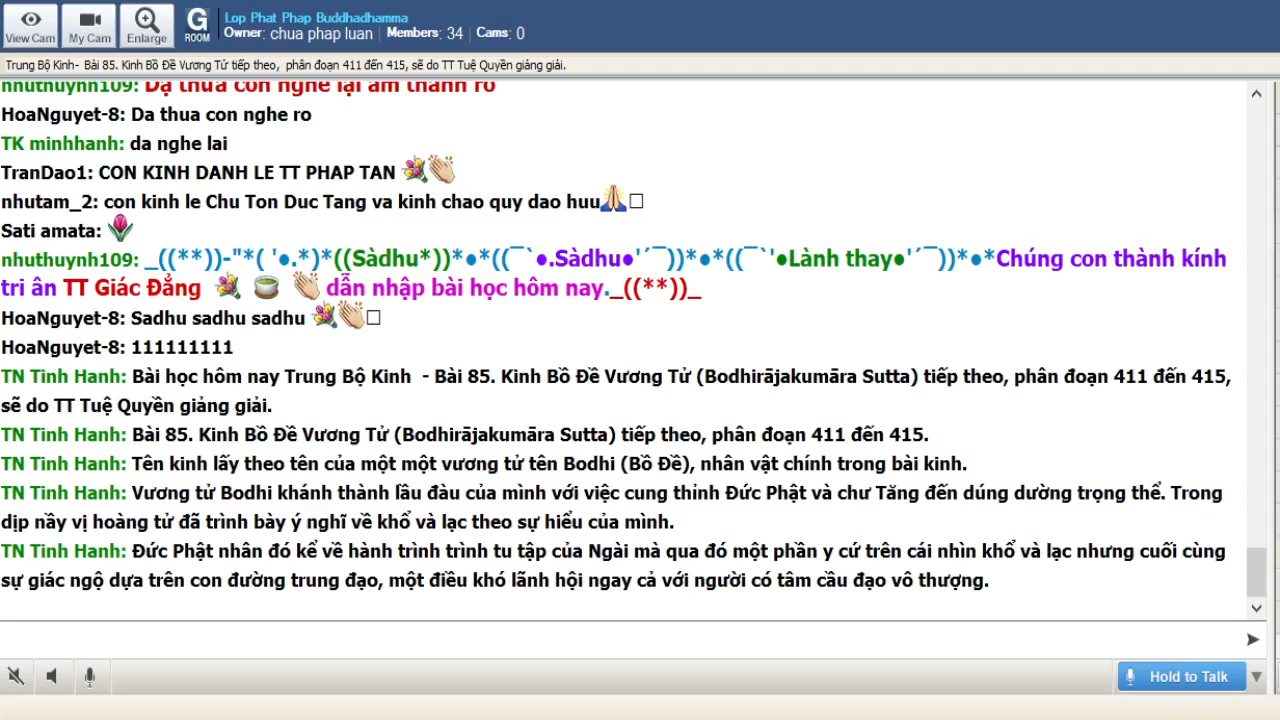 View Cam
My Cam
Enlarge
G
ROOM
Lop Phat Phap Buddhadhamma
Owner: chua phap luan | Members: 34 | Cams: 0
Trung Bộ Kinh- Bài 85. Kinh Bồ Đề Vương Tử tiếp theo, phân đoạn 411 đến 415, sẽ do TT Tuệ Quyền giảng giải.
nhuthuynh109: Dạ thưa con nghe lại âm thanh rõ
HoaNguyet-8: Da thua con nghe ro
TK minhhanh: da nghe lai
TranDao1: CON KINH DANH LE TT PHAP TAN 💐👏
nhutam_2: con kinh le Chu Ton Duc Tang va kinh chao quy dao huu🙏□
Sati amata: 🌷
nhuthuynh109: _((**))-"*( '●.*)*((Sàdhu*))*●*((¯`●.Sàdhu●'´¯))*●*((¯`'●Lành thay●'´¯))*●*Chúng con thành kính
tri ân TT Giác Đẳng 💐 🍵 👏 dẫn nhập bài học hôm nay._((**))_
HoaNguyet-8: Sadhu sadhu sadhu 💐👏□
HoaNguyet-8: 111111111
TN Tinh Hanh: Bài học hôm nay Trung Bộ Kinh - Bài 85. Kinh Bồ Đề Vương Tử (Bodhirājakumāra Sutta) tiếp theo, phân đoạn 411 đến 415,
sẽ do TT Tuệ Quyền giảng giải.
TN Tinh Hanh: Bài 85. Kinh Bồ Đề Vương Tử (Bodhirājakumāra Sutta) tiếp theo, phân đoạn 411 đến 415.
TN Tinh Hanh: Tên kinh lấy theo tên của một một vương tử tên Bodhi (Bồ Đề), nhân vật chính trong bài kinh.
TN Tinh Hanh: Vương tử Bodhi khánh thành lầu đàu của mình với việc cung thỉnh Đức Phật và chư Tăng đến dúng dường trọng thể. Trong
dịp nầy vị hoàng tử đã trình bày ý nghĩ về khổ và lạc theo sự hiểu của mình.
TN Tinh Hanh: Đức Phật nhân đó kể về hành trình trình tu tập của Ngài mà qua đó một phần y cứ trên cái nhìn khổ và lạc nhưng cuối cùng
sự giác ngộ dựa trên con đường trung đạo, một điều khó lãnh hội ngay cả với người có tâm cầu đạo vô thượng.
Hold to Talk